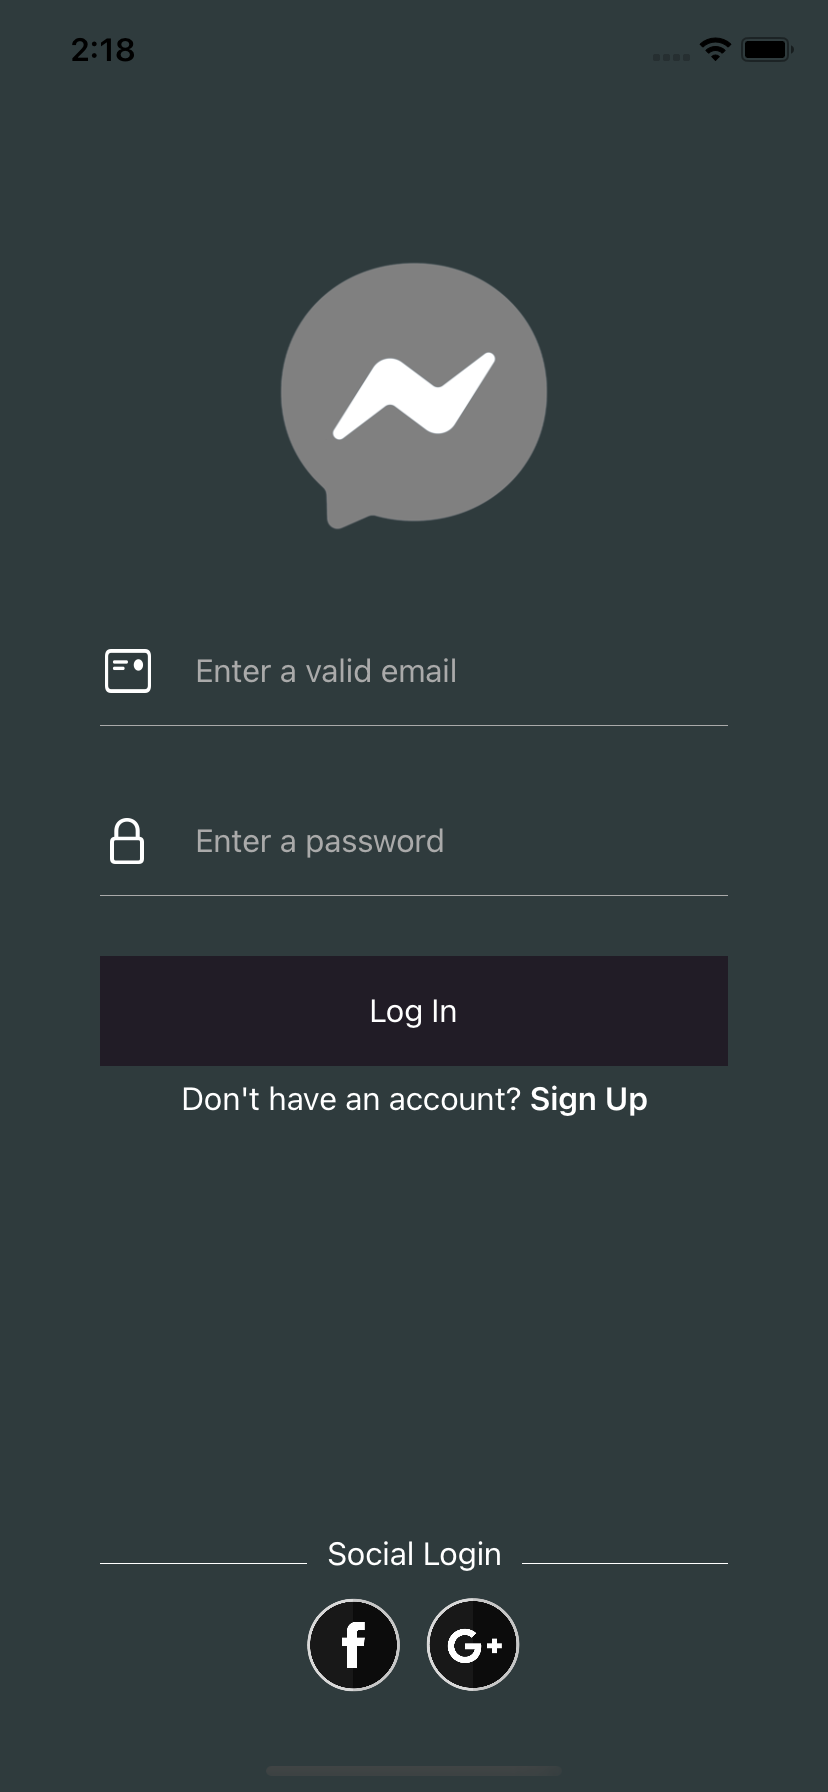 2:18
Enter a valid email
Enter a password
Log In
Don't have an account? Sign Up
Social Login
f G+